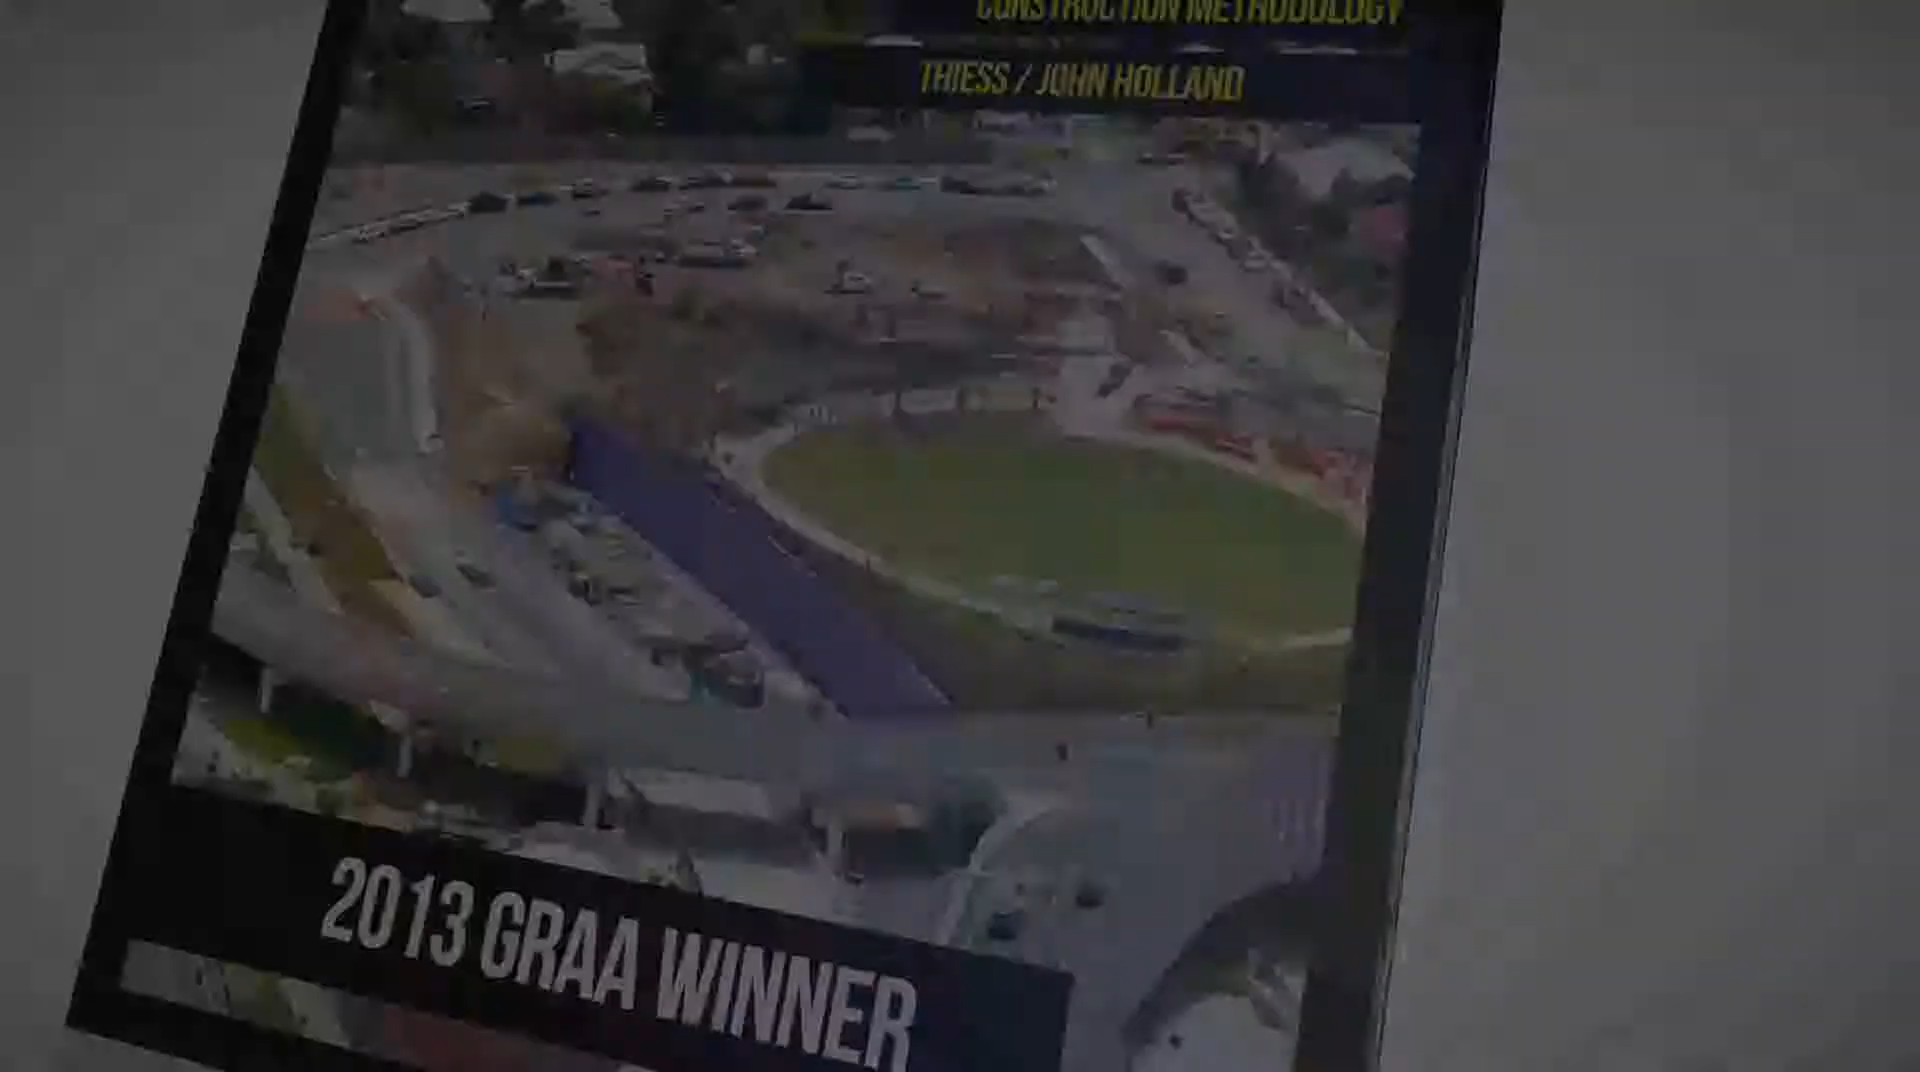 CONSTRUCTION METHODOLOGY
THIESS / JOHN HOLLAND
2013 GRAA WINNER